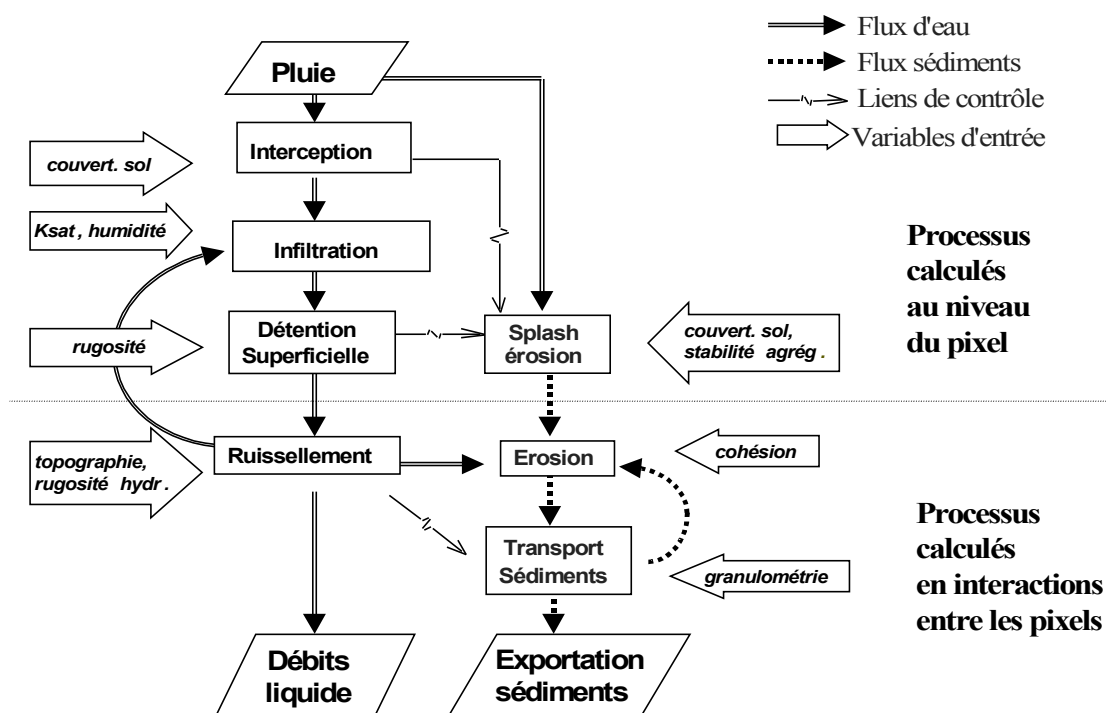 Flux d'eau
Flux sédiments
Liens de contrôle
Variables d'entrée
Pluie
Interception
couvert. sol
Ksat , humidité
Infiltration
Processus
calculés
au niveau
du pixel
rugosité
Détention
Superficielle
Splash
érosion
couvert. sol,
stabilité agrég .
topographie,
rugosité hydr .
Ruissellement
Erosion
cohésion
Transport
Sédiments
granulométrie
Processus
calculés
en interactions
entre les pixels
Débits
liquide
Exportation
sédiments